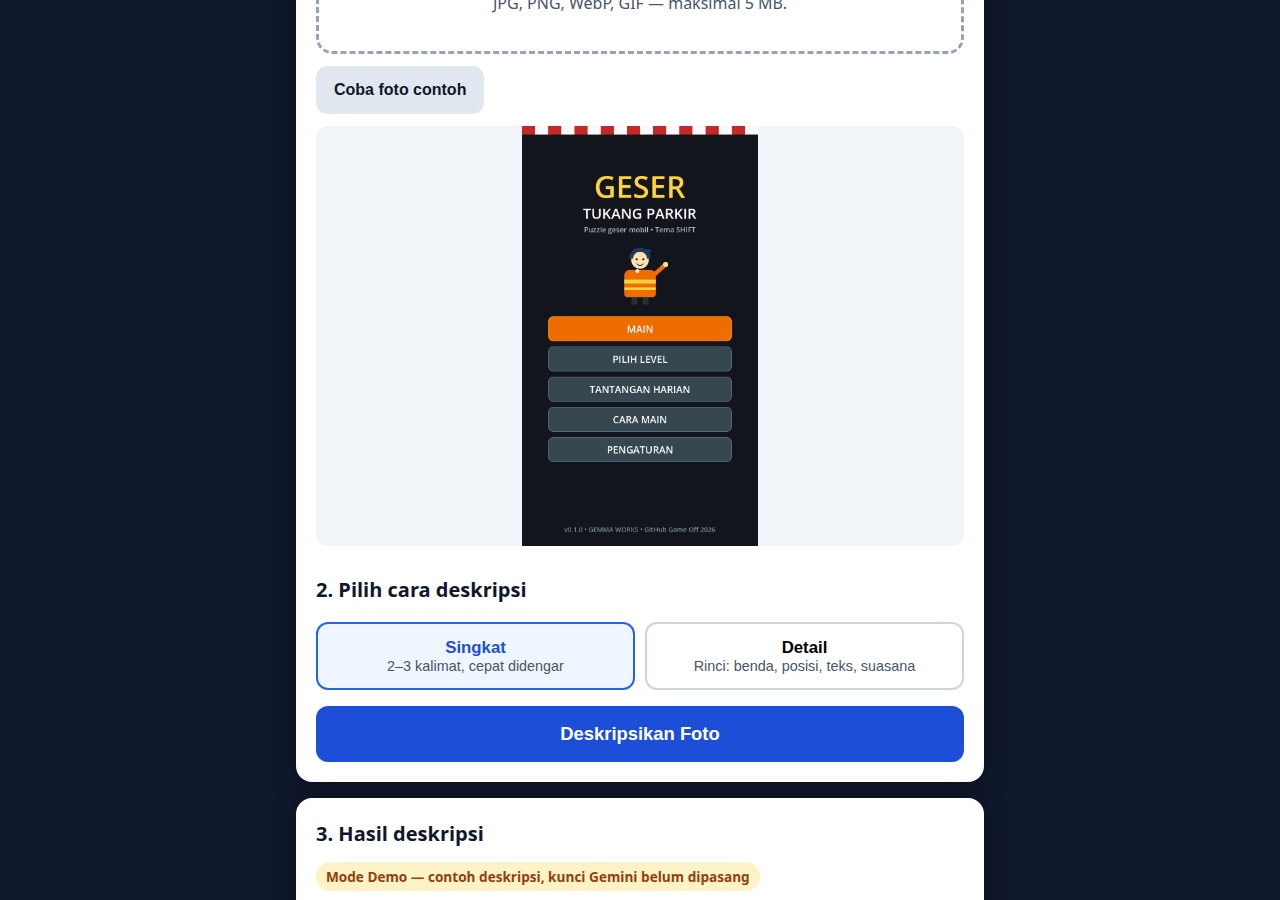 JPG, PNG, WebP, GIF — maksimal 5 MB.
Coba foto contoh
GESER
TUKANG PARKIR
Puzzle geser mobil • Tema SHIFT
MAIN
PILIH LEVEL
TANTANGAN HARIAN
CARA MAIN
PENGATURAN
v0.1.0 • GEMMA WORKS • GitHub Game Off 2026
2. Pilih cara deskripsi
Singkat
2–3 kalimat, cepat didengar
Detail
Rinci: benda, posisi, teks, suasana
Deskripsikan Foto
3. Hasil deskripsi
Mode Demo — contoh deskripsi, kunci Gemini belum dipasang